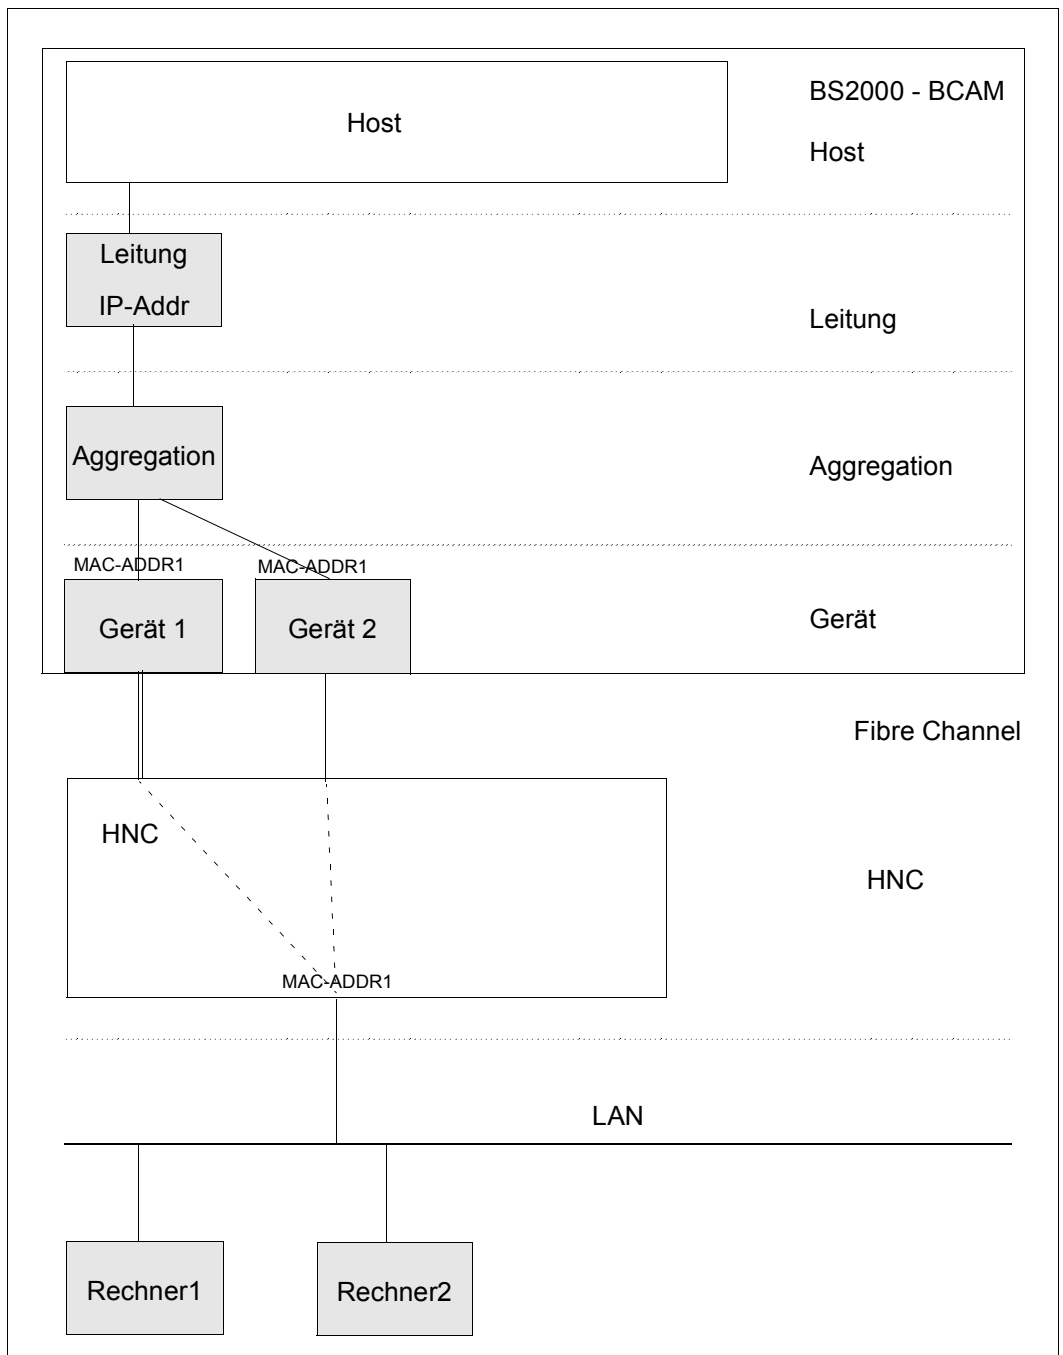 BS2000 - BCAM
Host
Host
Leitung
IP-Addr
Leitung
Aggregation
Aggregation
MAC-ADDR1
MAC-ADDR1
Gerät 1
Gerät 2
Gerät
Fibre Channel
HNC
HNC
MAC-ADDR1
LAN
Rechner1
Rechner2